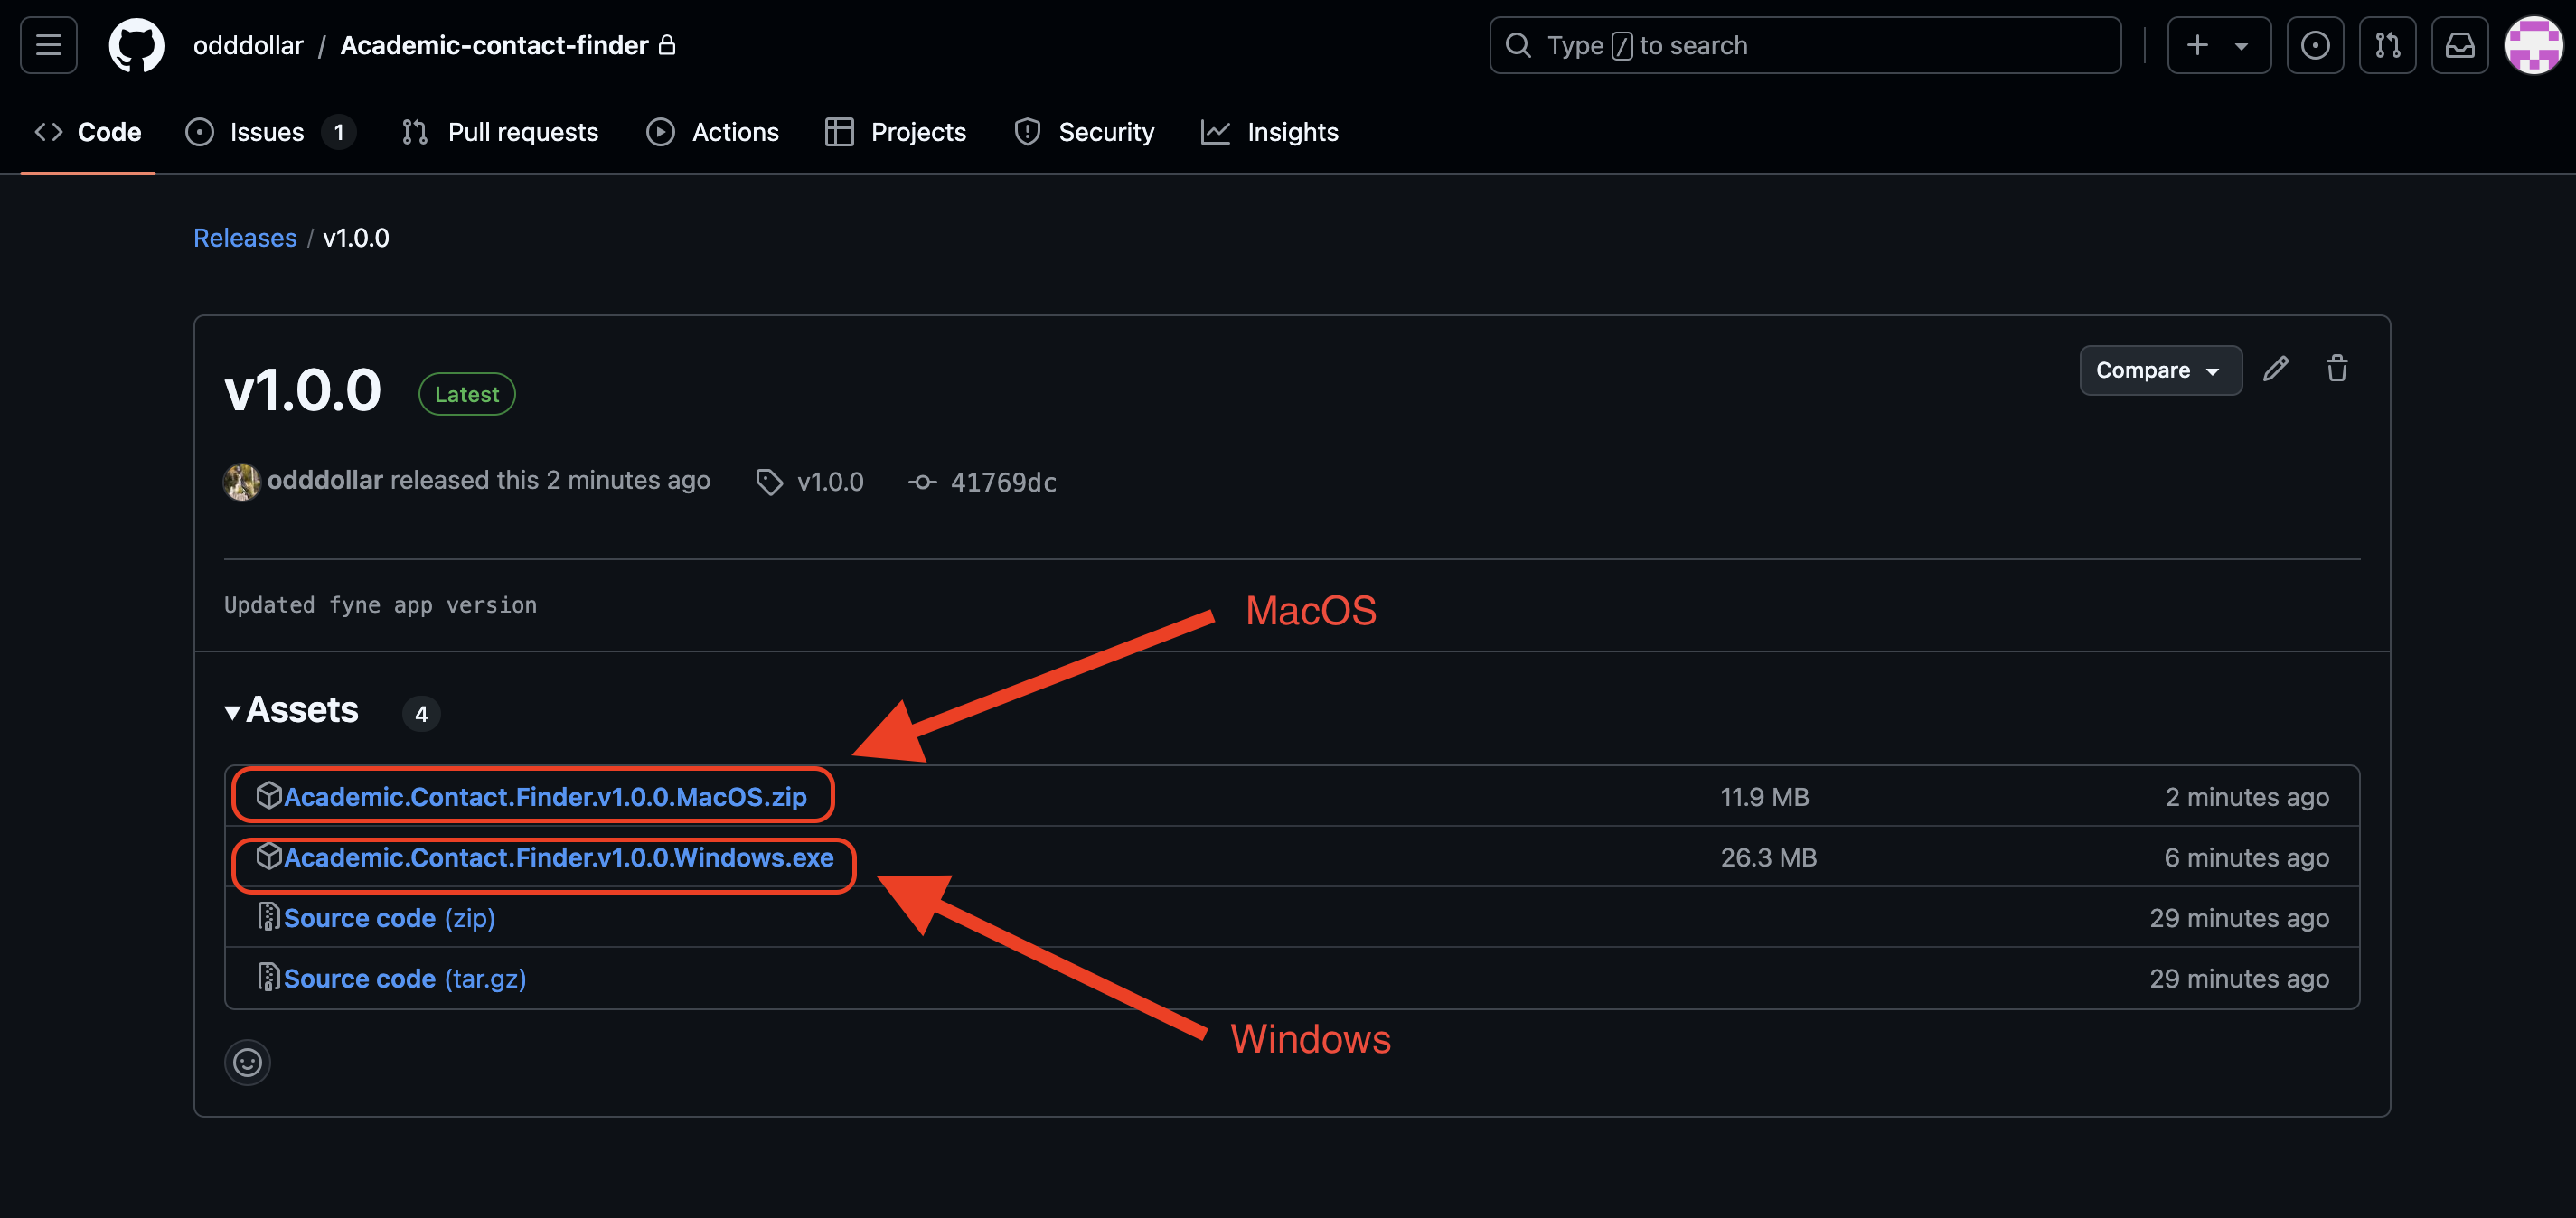 odddollar / Academic-contact-finder
Type / to search
Code
Issues 1
Pull requests
Actions
Projects
Security
Insights
Releases / v1.0.0
v1.0.0
Latest
Compare
odddollar released this 2 minutes ago
v1.0.0
41769dc
Updated fyne app version
MacOS
Assets 4
Academic.Contact.Finder.v1.0.0.MacOS.zip 11.9 MB 2 minutes ago
Academic.Contact.Finder.v1.0.0.Windows.exe 26.3 MB 6 minutes ago
Source code (zip) 29 minutes ago
Source code (tar.gz) 29 minutes ago
Windows